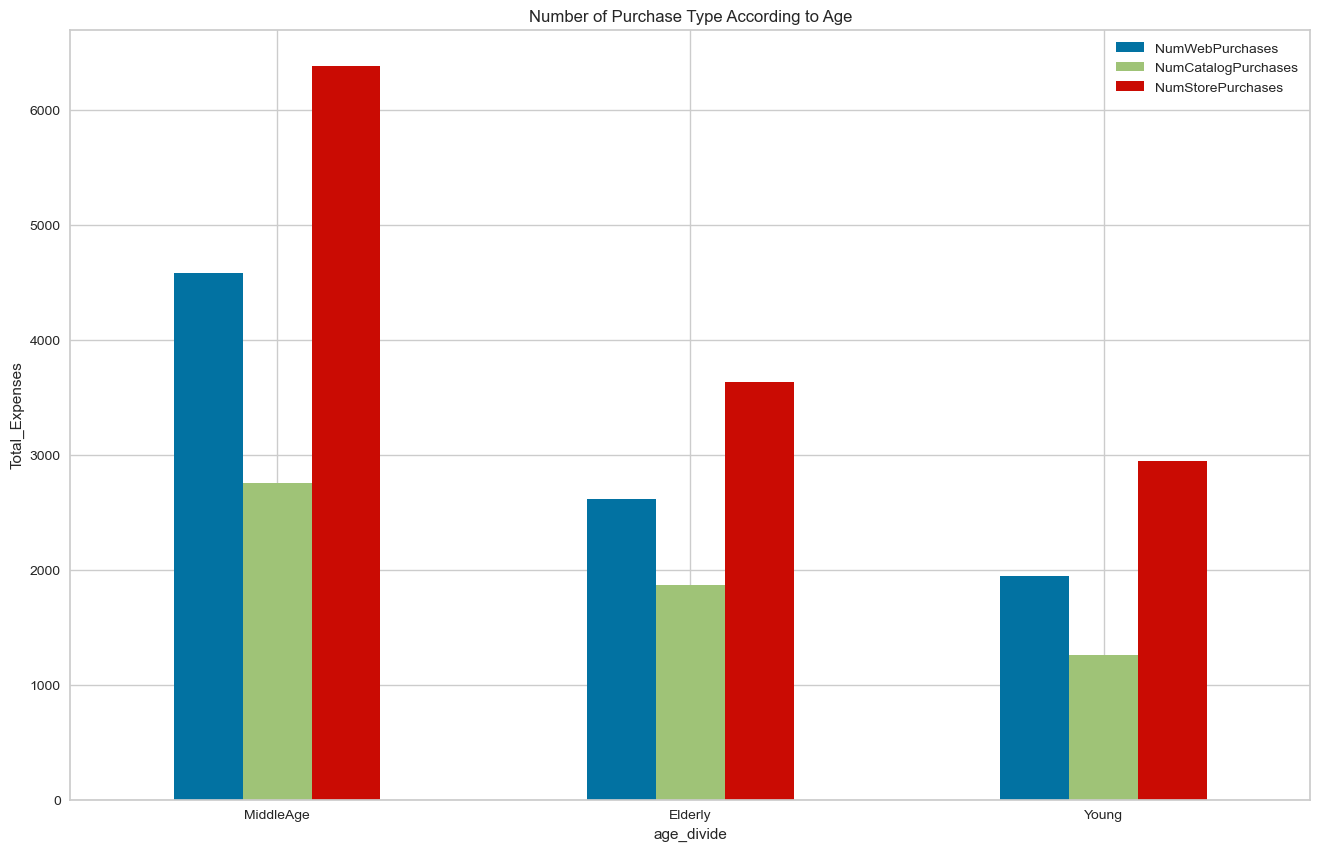 Number of Purchase Type According to Age
NumWebPurchases
NumCatalogPurchases
NumStorePurchases
Total_Expenses
6000
5000
4000
3000
2000
1000
0
MiddleAge
Elderly
Young
age_divide